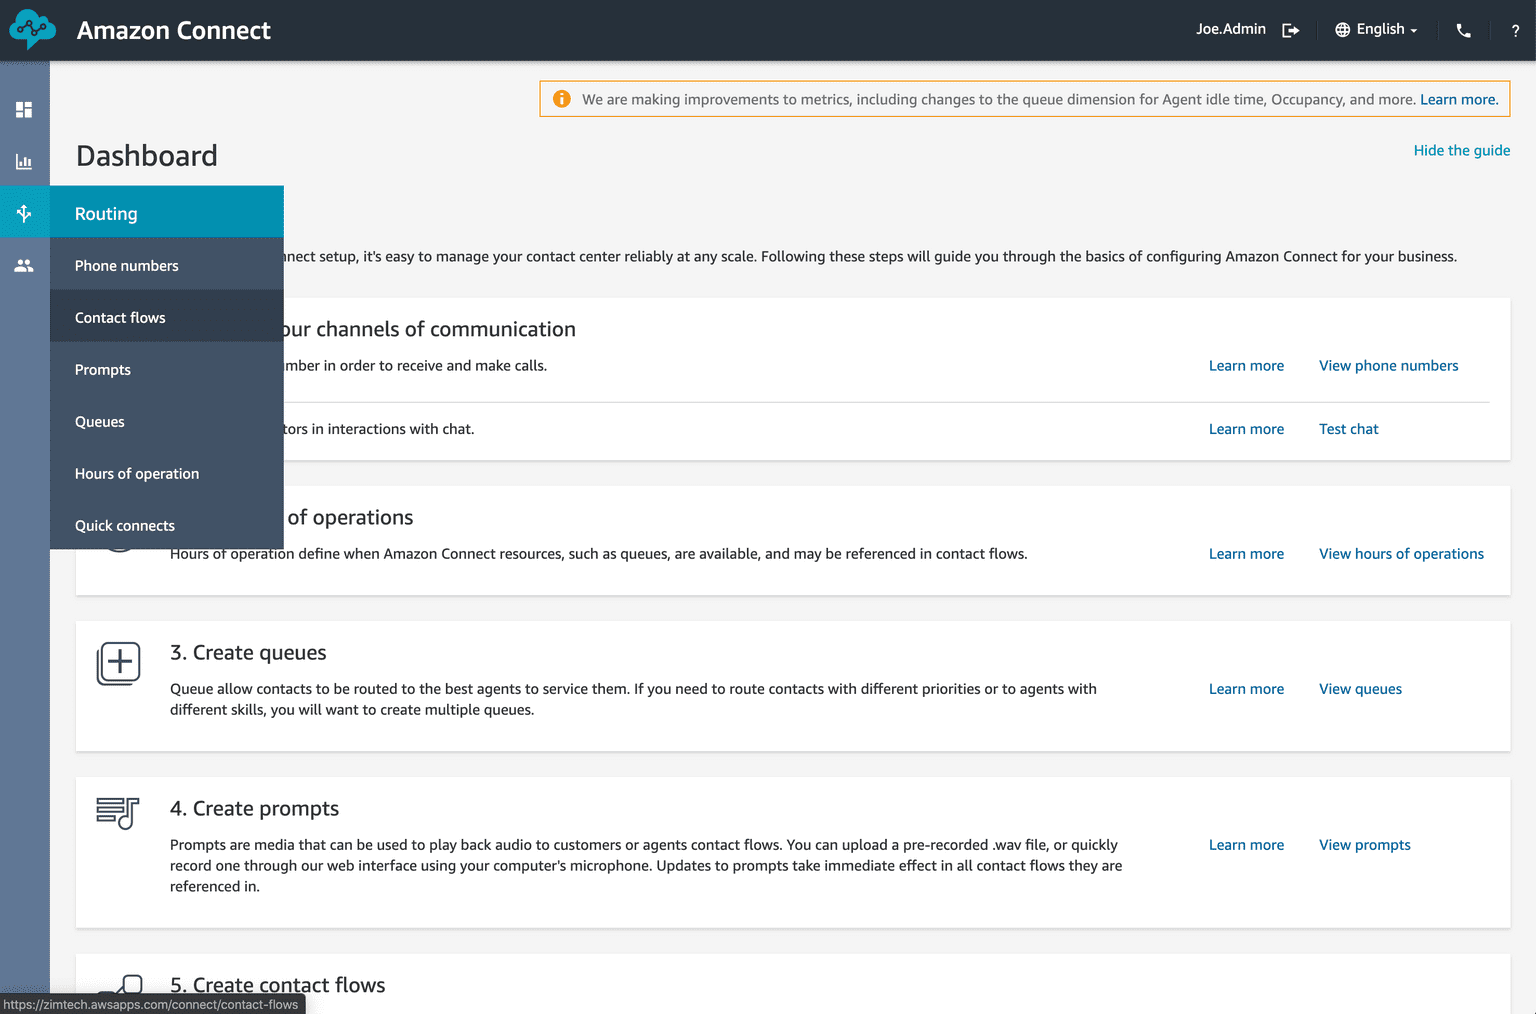 Amazon Connect
Joe.Admin
English
?
We are making improvements to metrics, including changes to the queue dimension for Agent idle time, Occupancy, and more. Learn more.
Dashboard
Hide the guide
Routing
Phone numbers
Contact flows
Prompts
Queues
Hours of operation
Quick connects
nnect setup, it's easy to manage your contact center reliably at any scale. Following these steps will guide you through the basics of configuring Amazon Connect for your business.
our channels of communication
mber in order to receive and make calls.
Learn more
View phone numbers
tors in interactions with chat.
Learn more
Test chat
of operations
Hours of operation define when Amazon Connect resources, such as queues, are available, and may be referenced in contact flows.
Learn more
View hours of operations
3. Create queues
Queue allow contacts to be routed to the best agents to service them. If you need to route contacts with different priorities or to agents with
different skills, you will want to create multiple queues.
Learn more
View queues
4. Create prompts
Prompts are media that can be used to play back audio to customers or agents contact flows. You can upload a pre-recorded .wav file, or quickly
record one through our web interface using your computer's microphone. Updates to prompts take immediate effect in all contact flows they are
referenced in.
Learn more
View prompts
5. Create contact flows
https://zimtech.awsapps.com/connect/contact-flows